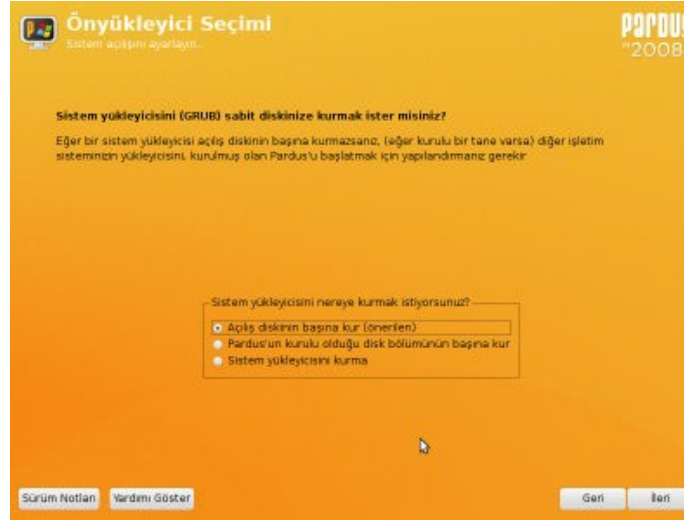 Önyükleyici Seçimi
Sistem açılışını ayarlayın..
Pardus
"2008
Sistem yükleyicisini (GRUB) sabit diskinize kurmak ister misiniz?
Eğer bir sistem yükleyicisi açılış diskinin başına kurmazsanız, (eğer kurulu bir tane varsa) diğer işletim
sisteminizin yükleyicisini, kurulmuş olan Pardus'u başlatmak için yapılandırmanız gerekir
Sistem yükleyicisini nereye kurmak istiyorsunuz?
Açılış diskinin başına kur (önerilen)
Pardus'un kurulu olduğu disk bölümünün başına kur
Sistem yükleyicisini kurma
Sürüm Notları Yardımı Göster Geri İleri